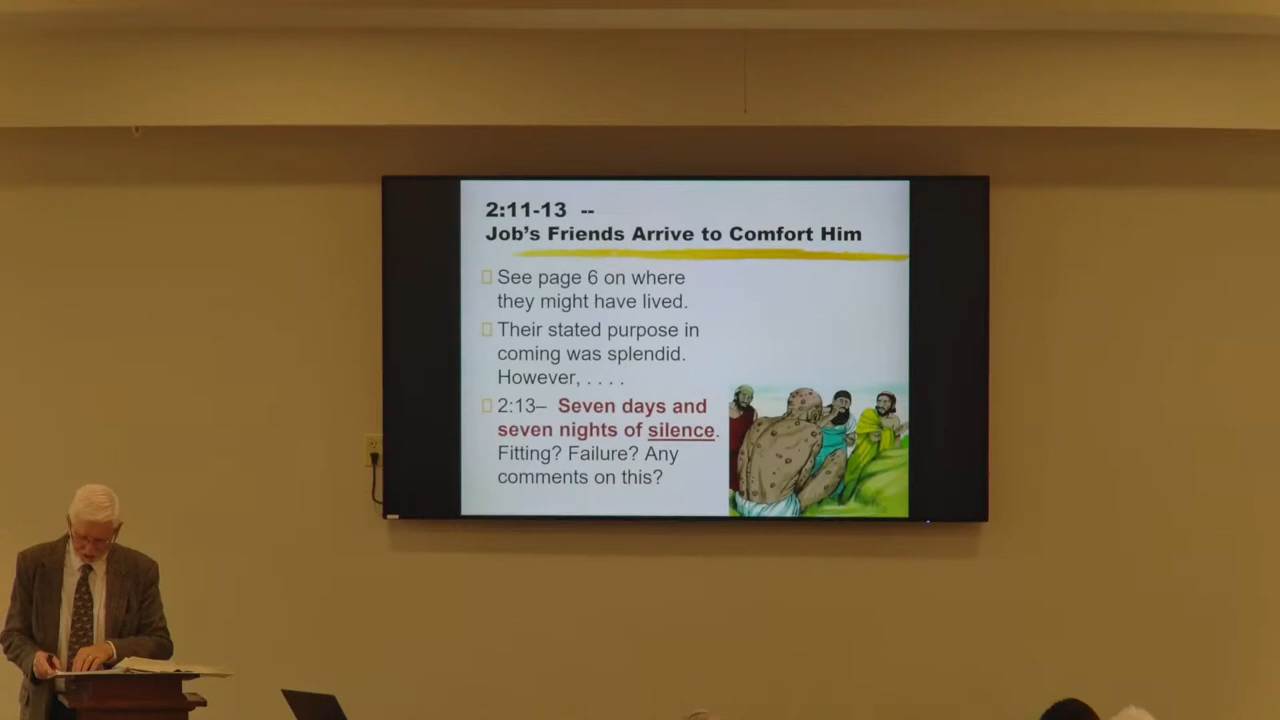 2:11-13 --
Job's Friends Arrive to Comfort Him
See page 6 on where
they might have lived.
Their stated purpose in
coming was splendid.
However, . . . .
2:13– Seven days and
seven nights of silence.
Fitting? Failure? Any
comments on this?